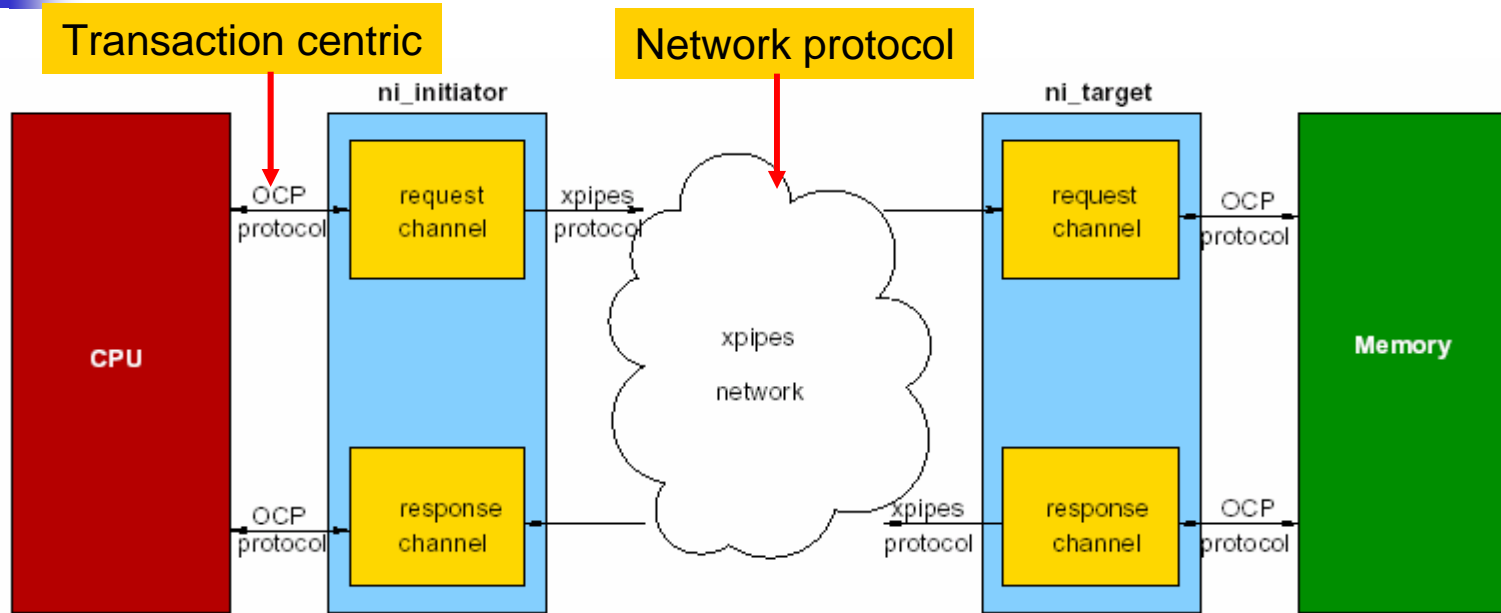 Transaction centric
Network protocol
ni_initiator
ni_target
OCP
protocol
request
channel
xpipes
protocol
request
channel
OCP
protocol
CPU
xpipes
network
Memory
OCP
protocol
response
channel
xpipes
protocol
response
channel
OCP
protocol